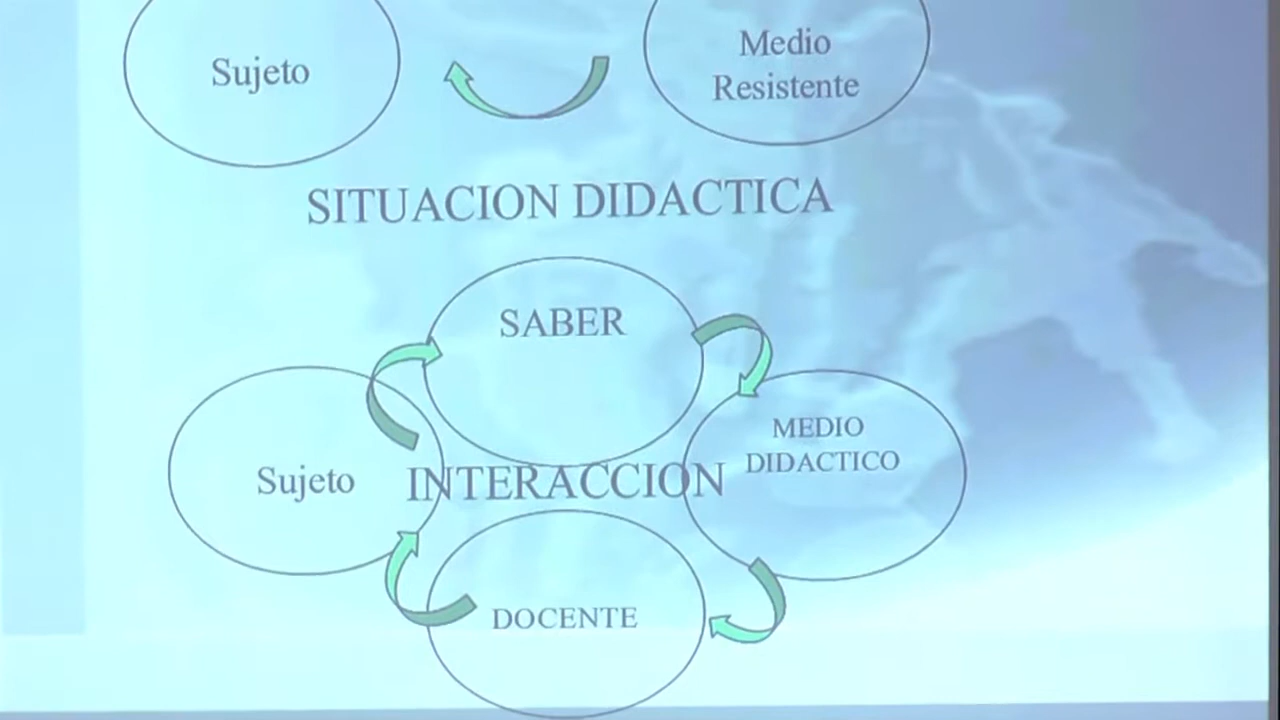 Sujeto
Medio
Resistente
SITUACION DIDACTICA
SABER
MEDIO
DIDACTICO
Sujeto
INTERACCION
DOCENTE